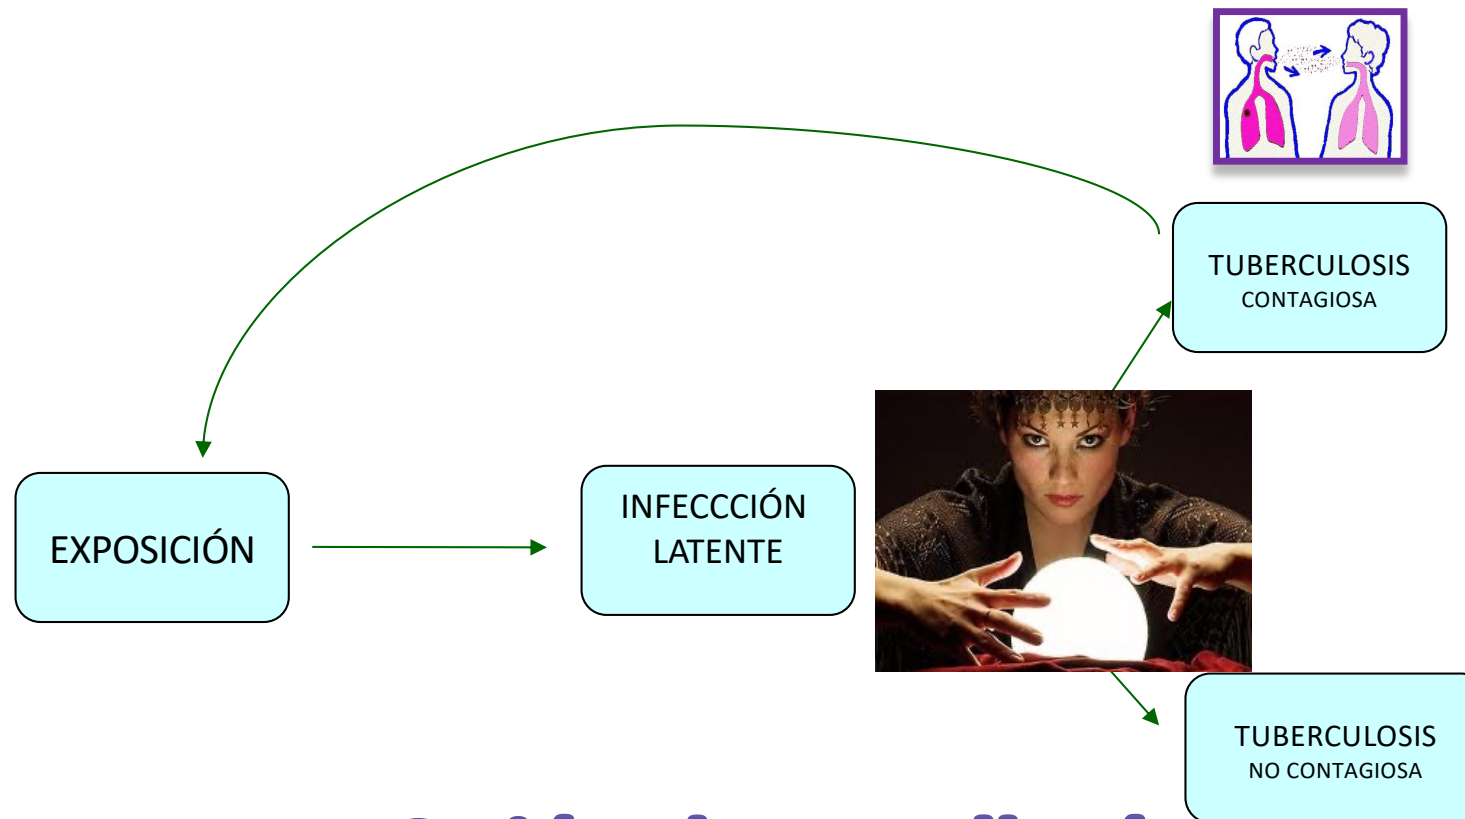 TUBERCULOSIS
CONTAGIOSA
EXPOSICIÓN
INFECCCIÓN
LATENTE
TUBERCULOSIS
NO CONTAGIOSA